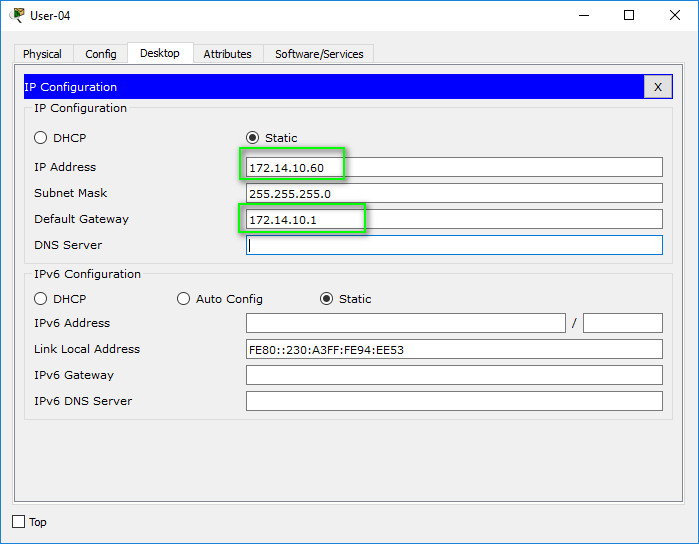 User-04
Physical Config Desktop Attributes Software/Services
IP Configuration X
IP Configuration
DHCP Static
IP Address 172.14.10.60
Subnet Mask 255.255.255.0
Default Gateway 172.14.10.1
DNS Server
IPv6 Configuration
DHCP Auto Config Static
IPv6 Address /
Link Local Address FE80::230:A3FF:FE94:EE53
IPv6 Gateway
IPv6 DNS Server
Top